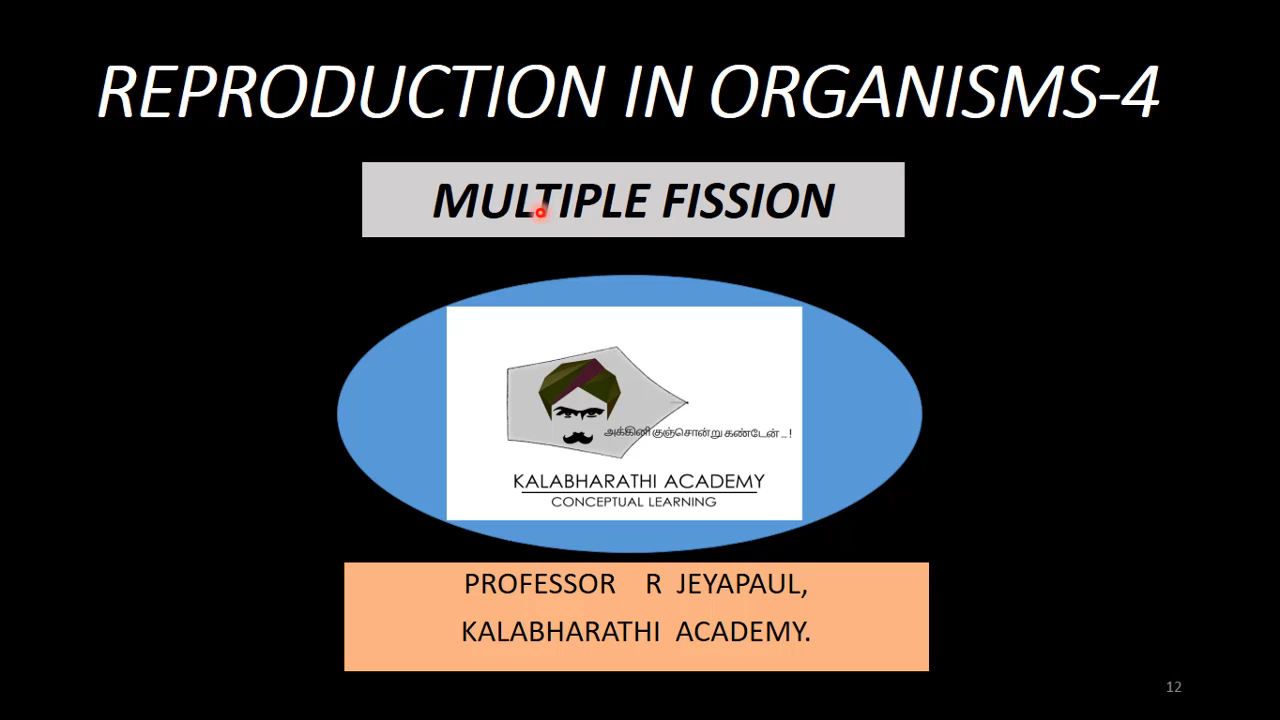 REPRODUCTION IN ORGANISMS-4
MULTIPLE FISSION
அக்கினி குஞ்சொன்று கண்டேன் ...!
KALABHARATHI ACADEMY
CONCEPTUAL LEARNING
PROFESSOR R JEYAPAUL,
KALABHARATHI ACADEMY.
12